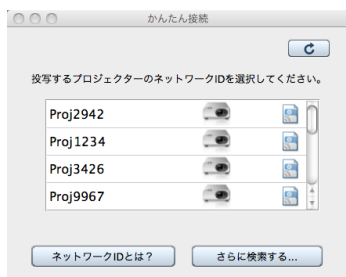 かんたん接続
投写するプロジェクターのネットワークIDを選択してください。
Proj2942
Proj1234
Proj3426
Proj9967
ネットワークIDとは？
さらに検索する...